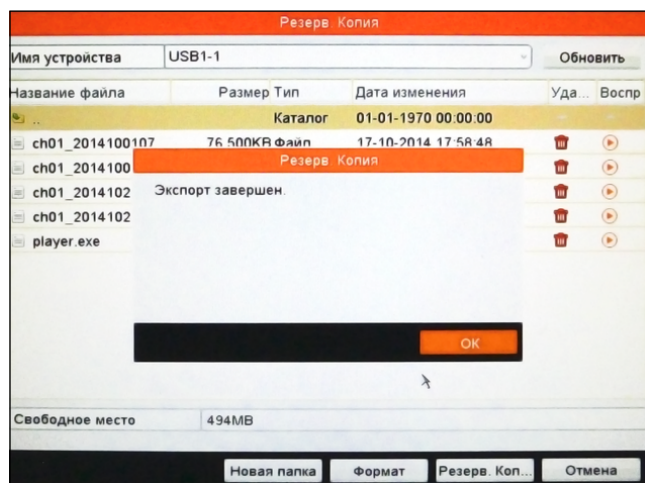 Резерв. Копия
Имя устройства USB1-1 Обновить
Название файла Размер Тип Дата изменения Уда... Воспр
.. Каталог 01-01-1970 00:00:00
ch01_2014100107 76.500KB Файл 17-10-2014 17:58:48
ch01_2014100
ch01_2014102
ch01_2014102
player.exe
Резерв. Копия
Экспорт завершен.
OK
Свободное место 494MB
Новая папка Формат Резерв. Коп... Отмена